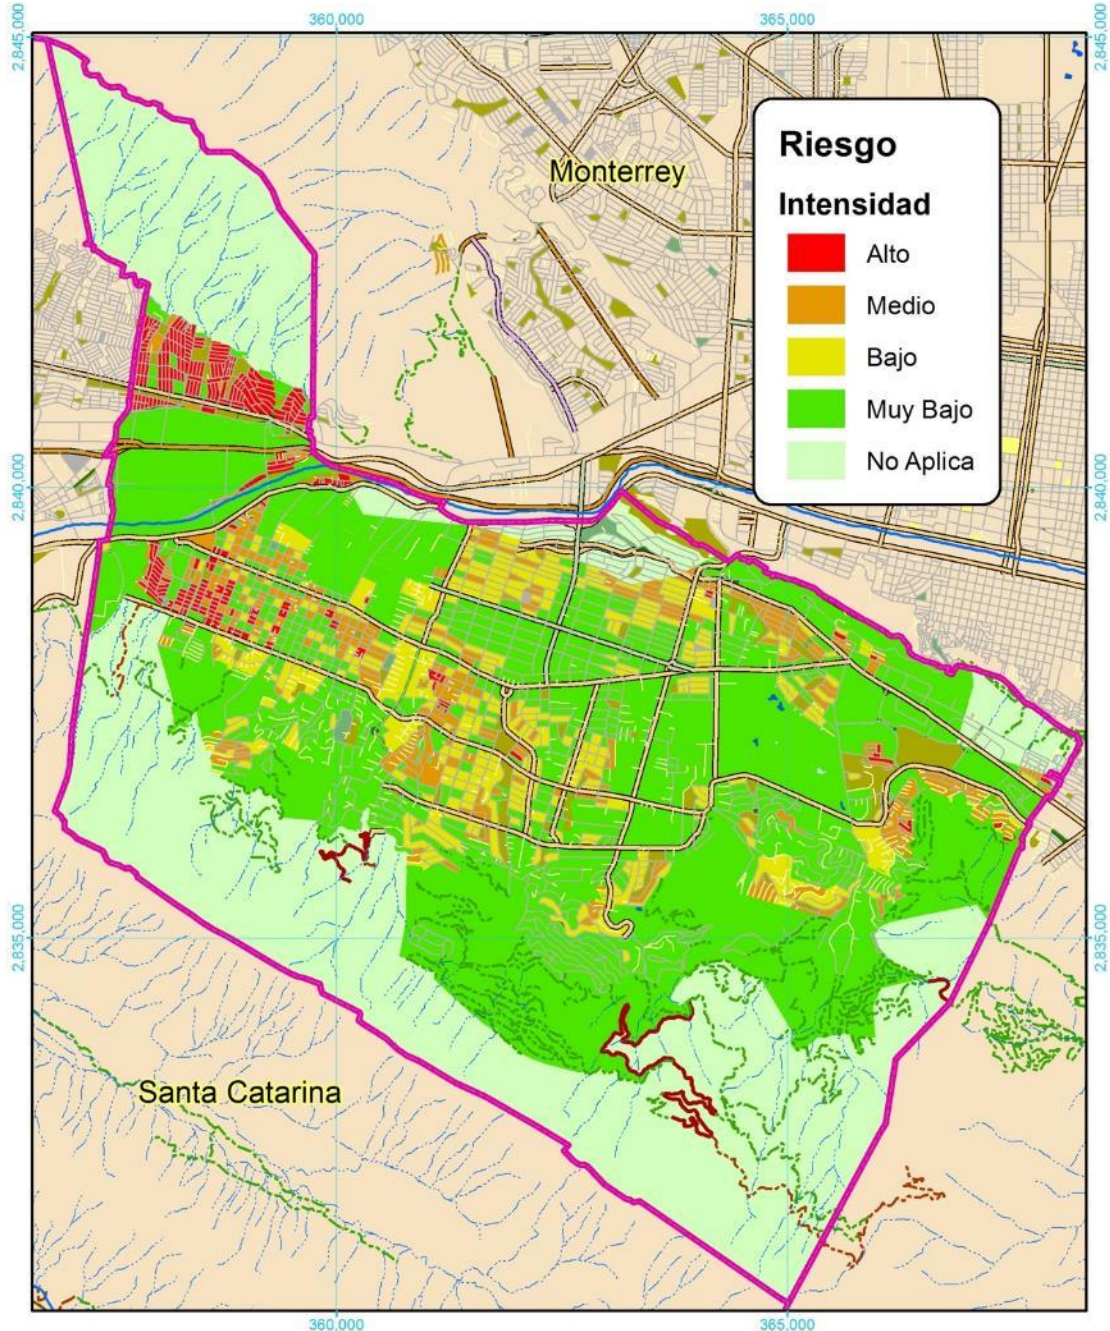 360,000
365,000
2,845,000
2,845,000
Monterrey
Riesgo
Intensidad
Alto
Medio
Bajo
Muy Bajo
No Aplica
2,840,000
2,840,000
2,835,000
2,835,000
Santa Catarina
360,000
365,000